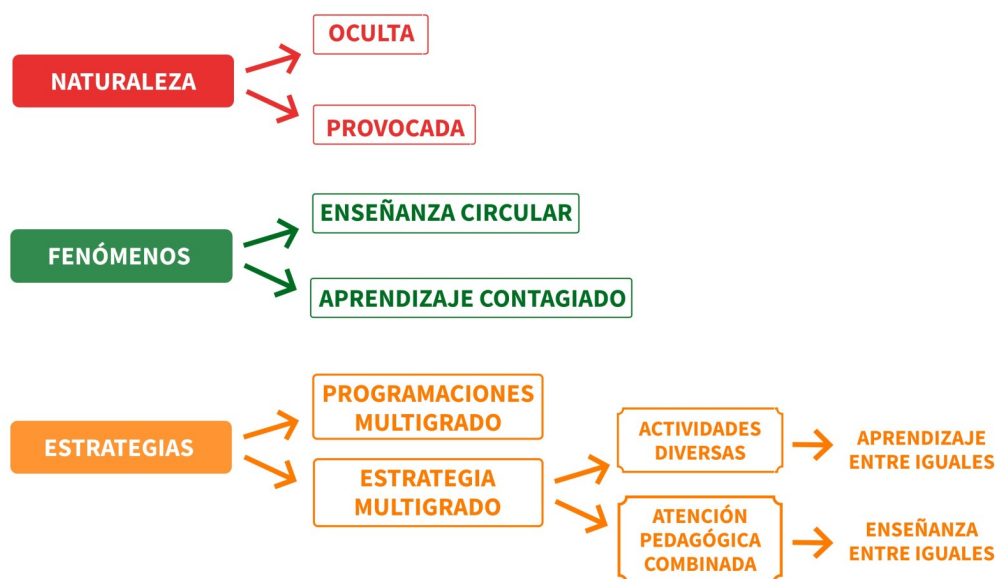 NATURALEZA
OCULTA
PROVOCADA
FENÓMENOS
ENSEÑANZA CIRCULAR
APRENDIZAJE CONTAGIADO
ESTRATEGIAS
PROGRAMACIONES
MULTIGRADO
ESTRATEGIA
MULTIGRADO
ACTIVIDADES
DIVERSAS
APRENDIZAJE
ENTRE IGUALES
ATENCIÓN
PEDAGÓGICA
COMBINADA
ENSEÑANZA
ENTRE IGUALES